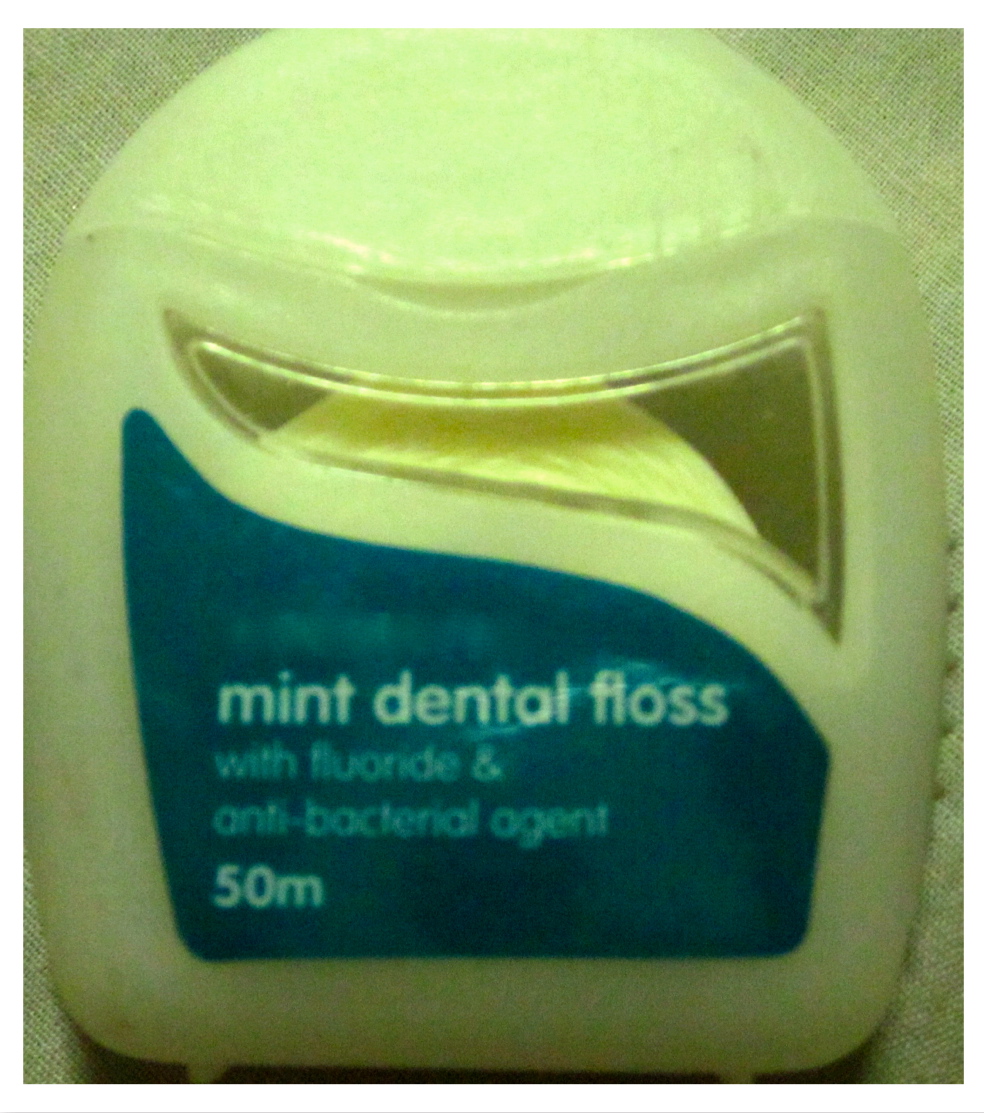 mint dental floss
with fluoride &
anti-bacterial agent
50m